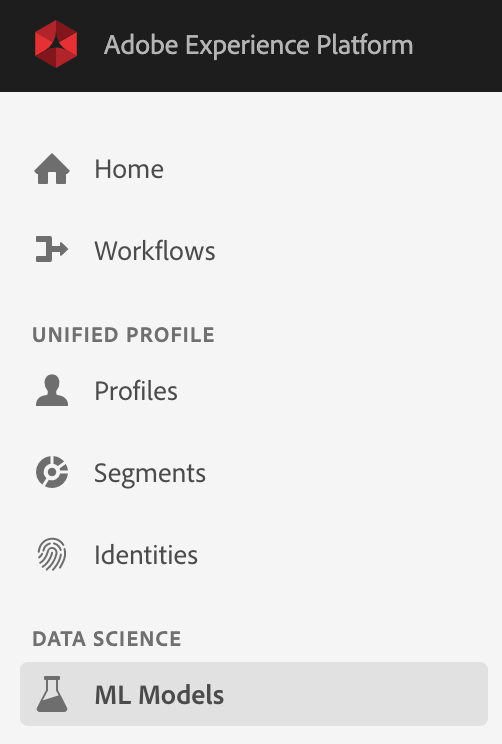 Adobe Experience Platform
Home
Workflows
UNIFIED PROFILE
Profiles
Segments
Identities
DATA SCIENCE
ML Models